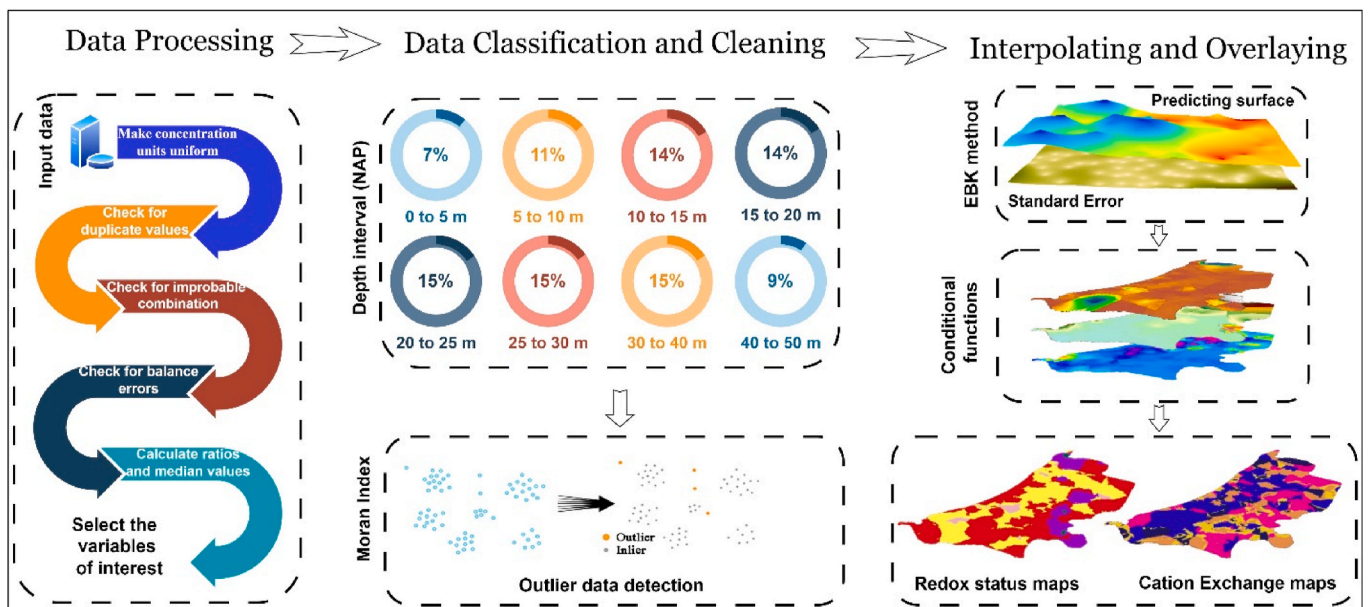 Data Processing
Data Classification and Cleaning
Interpolating and Overlaying
Input data
Make concentration
units uniform
Check for
duplicate values
Check for improbable
combination
Check for balance
errors
Calculate ratios
and median values
Select the
variables
of interest
Depth interval (NAP)
7%
11%
14%
14%
0 to 5 m
5 to 10 m
10 to 15 m
15 to 20 m
15%
15%
15%
9%
20 to 25 m
25 to 30 m
30 to 40 m
40 to 50 m
Moran Index
Outlier
Inlier
Outlier data detection
EBK method
Predicting surface
Standard Error
Conditional
functions
Redox status maps
Cation Exchange maps